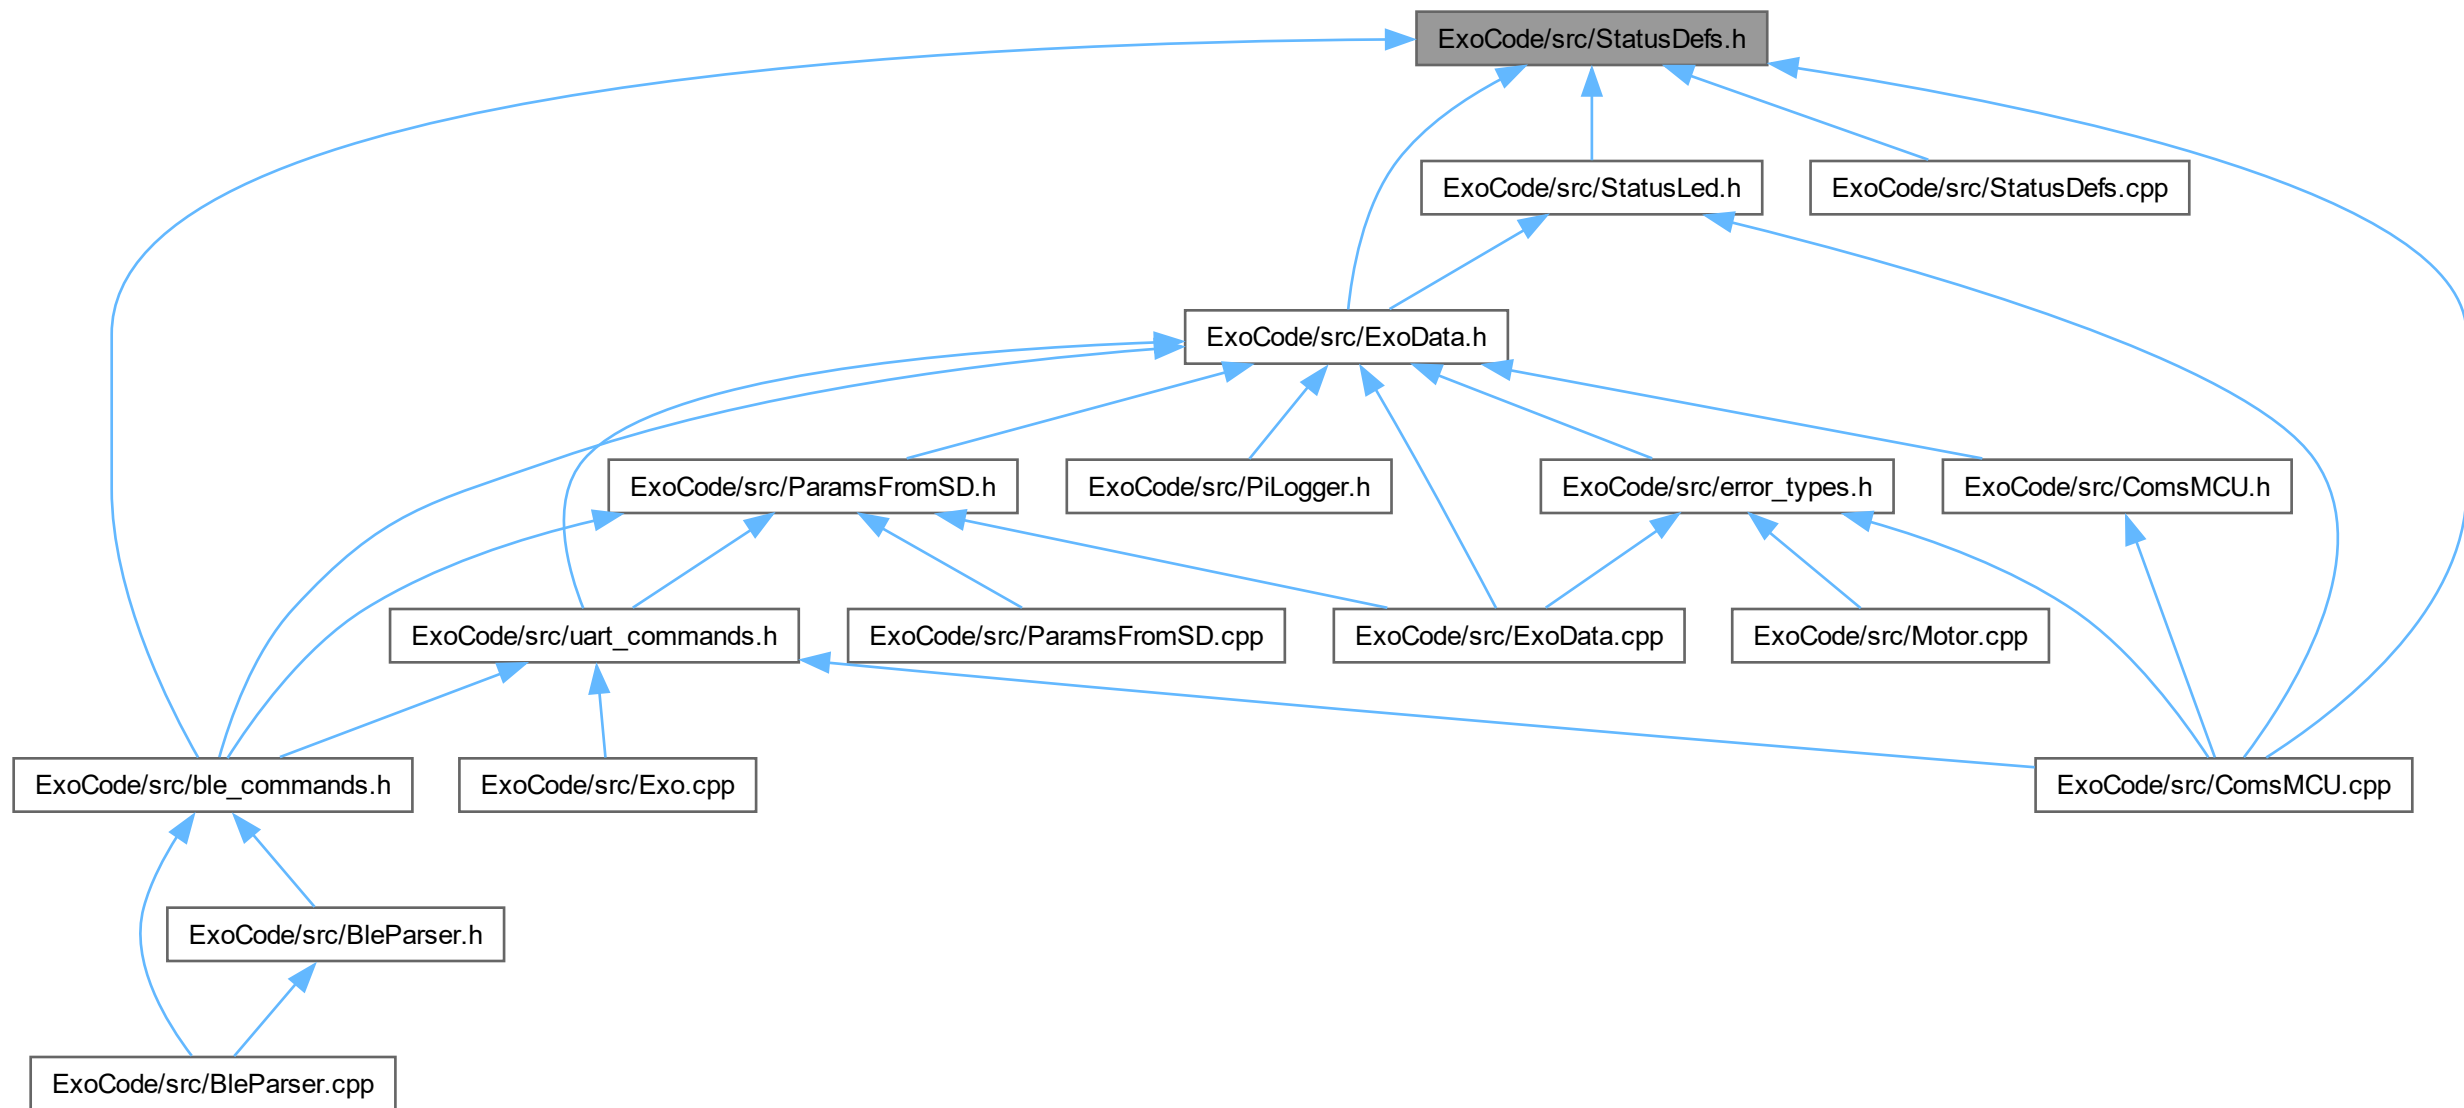 ExoCode/src/StatusDefs.h
ExoCode/src/StatusLed.h
ExoCode/src/StatusDefs.cpp
ExoCode/src/ExoData.h
ExoCode/src/ParamsFromSD.h
ExoCode/src/PiLogger.h
ExoCode/src/error_types.h
ExoCode/src/ComsMCU.h
ExoCode/src/uart_commands.h
ExoCode/src/ParamsFromSD.cpp
ExoCode/src/ExoData.cpp
ExoCode/src/Motor.cpp
ExoCode/src/ble_commands.h
ExoCode/src/Exo.cpp
ExoCode/src/ComsMCU.cpp
ExoCode/src/BleParser.h
ExoCode/src/BleParser.cpp